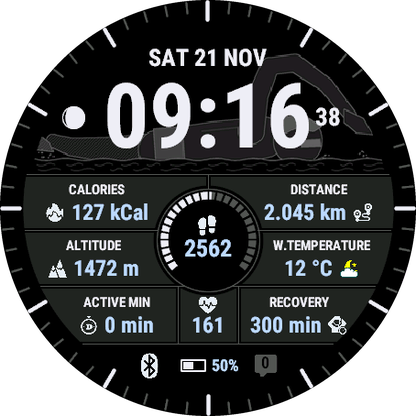 SAT 21 NOV
09:16 38
CALORIES
127 kCal
DISTANCE
2.045 km
2562
ALTITUDE
1472 m
W.TEMPERATURE
12 °C
ACTIVE MIN
0 min
161
RECOVERY
300 min
50%
0